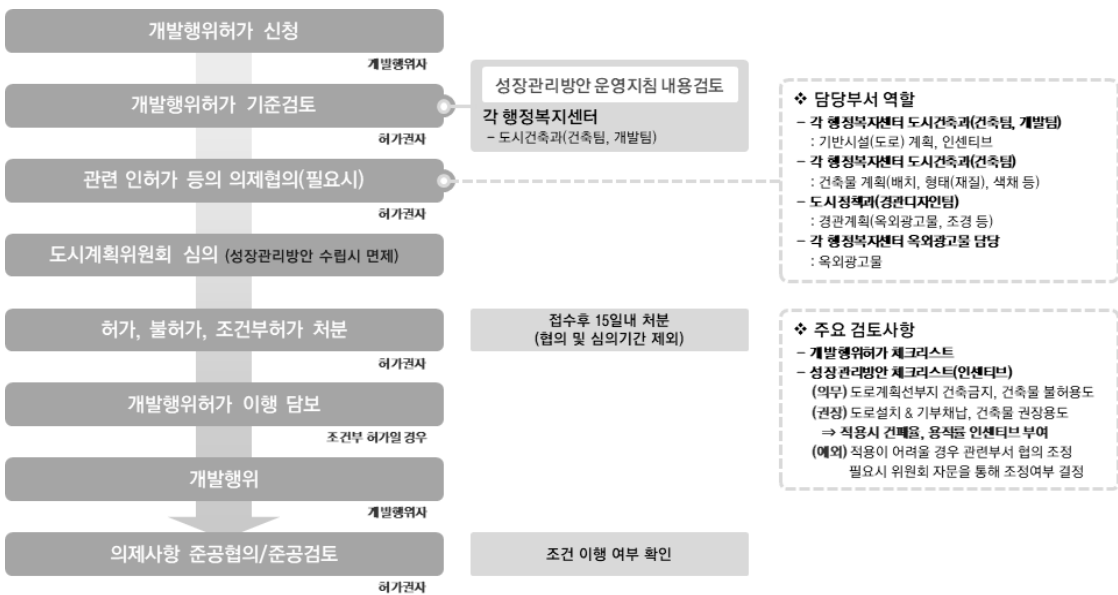 개발행위허가 신청
개발행위자
개발행위허가 기준검토
허가권자
관련 인허가 등의 의제협의(필요시)
허가권자
도시계획위원회 심의 (성장관리방안 수립시 면제)
허가, 불허가, 조건부허가 처분
허가권자
개발행위허가 이행 담보
조건부 허가일 경우
개발행위
개발행위자
의제사항 준공협의/준공검토
허가권자
성장관리방안 운영지침 내용검토
각 행정복지센터
– 도시건축과(건축팀, 개발팀)
접수후 15일내 처분
(협의 및 심의기간 제외)
조건 이행 여부 확인
❖ 담당부서 역할
– 각 행정복지센터 도시건축과(건축팀, 개발팀)
: 기반시설(도로) 계획, 인센티브
– 각 행정복지센터 도시건축과(건축팀)
: 건축물 계획(배치, 형태(재질), 색채 등)
– 도시정책과(경관디자인팀)
: 경관계획(옥외광고물, 조경 등)
– 각 행정복지센터 옥외광고물 담당
: 옥외광고물
❖ 주요 검토사항
– 개발행위허가 체크리스트
– 성장관리방안 체크리스트(인센티브)
(의무) 도로계획선부지 건축금지, 건축물 불허용도
(권장) 도로설치 & 기부채납, 건축물 권장용도
⇒ 적용시 건폐율, 용적률 인센티브 부여
(예외) 적용이 어려울 경우 관련부서 협의 조정
필요시 위원회 자문을 통해 조정여부 결정